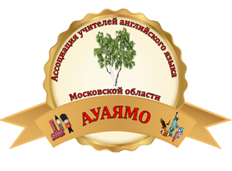 Ассоциация учителей английского языка
Московской области
АУАЯМО